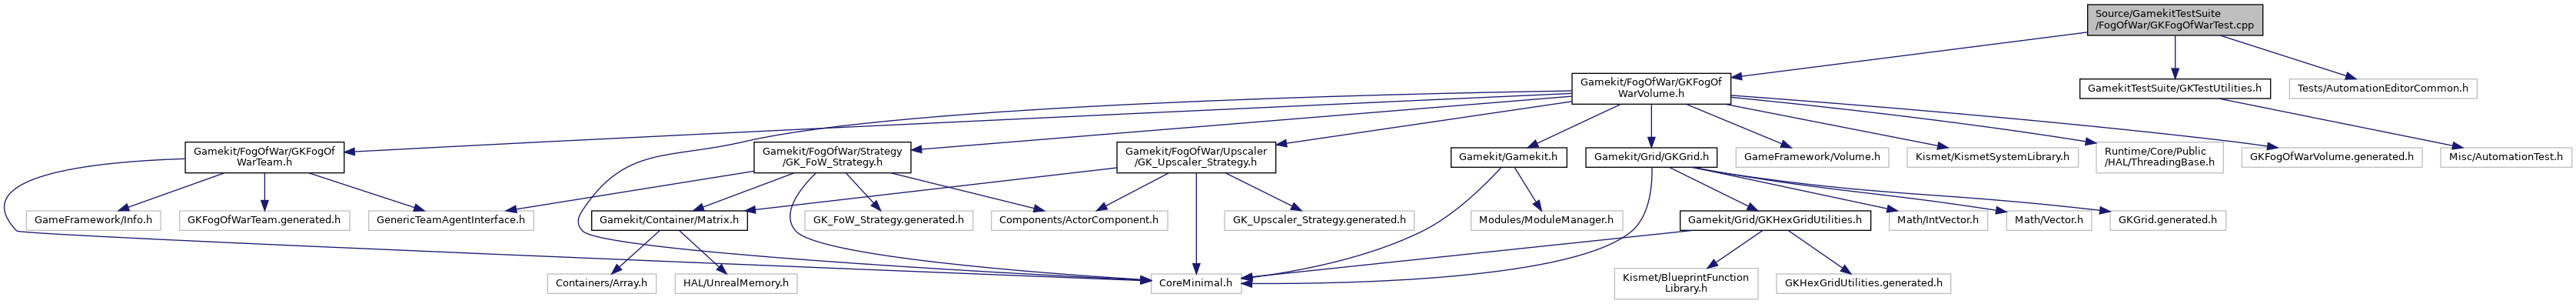 Source/GamekitTestSuite
/FogOfWar/GKFogOfWarTest.cpp
Gamekit/FogOfWar/GKFogOf
WarVolume.h
GamekitTestSuite/GKTestUtilities.h
Tests/AutomationEditorCommon.h
Gamekit/FogOfWar/GKFogOf
WarTeam.h
Gamekit/FogOfWar/Strategy
/GK_FoW_Strategy.h
Gamekit/FogOfWar/Upscaler
/GK_Upscaler_Strategy.h
Gamekit/Gamekit.h
Gamekit/Grid/GKGrid.h
GameFramework/Volume.h
Kismet/KismetSystemLibrary.h
Runtime/Core/Public
/HAL/ThreadingBase.h
GKFogOfWarVolume.generated.h
Misc/AutomationTest.h
GameFramework/Info.h
GKFogOfWarTeam.generated.h
GenericTeamAgentInterface.h
Gamekit/Container/Matrix.h
GK_FoW_Strategy.generated.h
Components/ActorComponent.h
GK_Upscaler_Strategy.generated.h
Modules/ModuleManager.h
Gamekit/Grid/GKHexGridUtilities.h
Math/IntVector.h
Math/Vector.h
GKGrid.generated.h
Containers/Array.h
HAL/UnrealMemory.h
CoreMinimal.h
Kismet/BlueprintFunction
Library.h
GKHexGridUtilities.generated.h